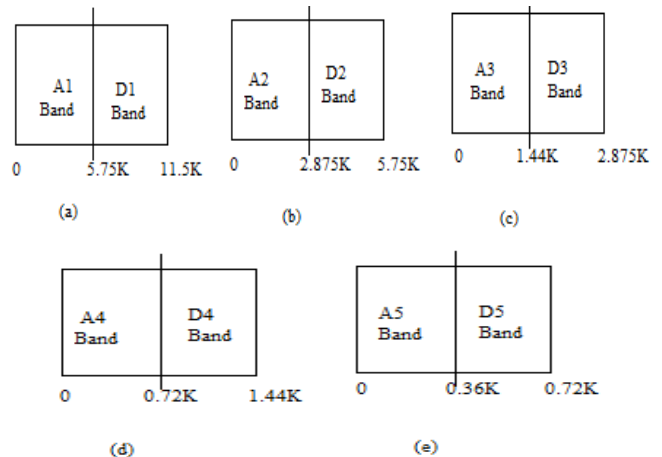 A1 Band
D1 Band
0 5.75K 11.5K
(a)
A2 Band
D2 Band
0 2.875K 5.75K
(b)
A3 Band
D3 Band
0 1.44K 2.875K
(c)
A4 Band
D4 Band
0 0.72K 1.44K
(d)
A5 Band
D5 Band
0 0.36K 0.72K
(e)